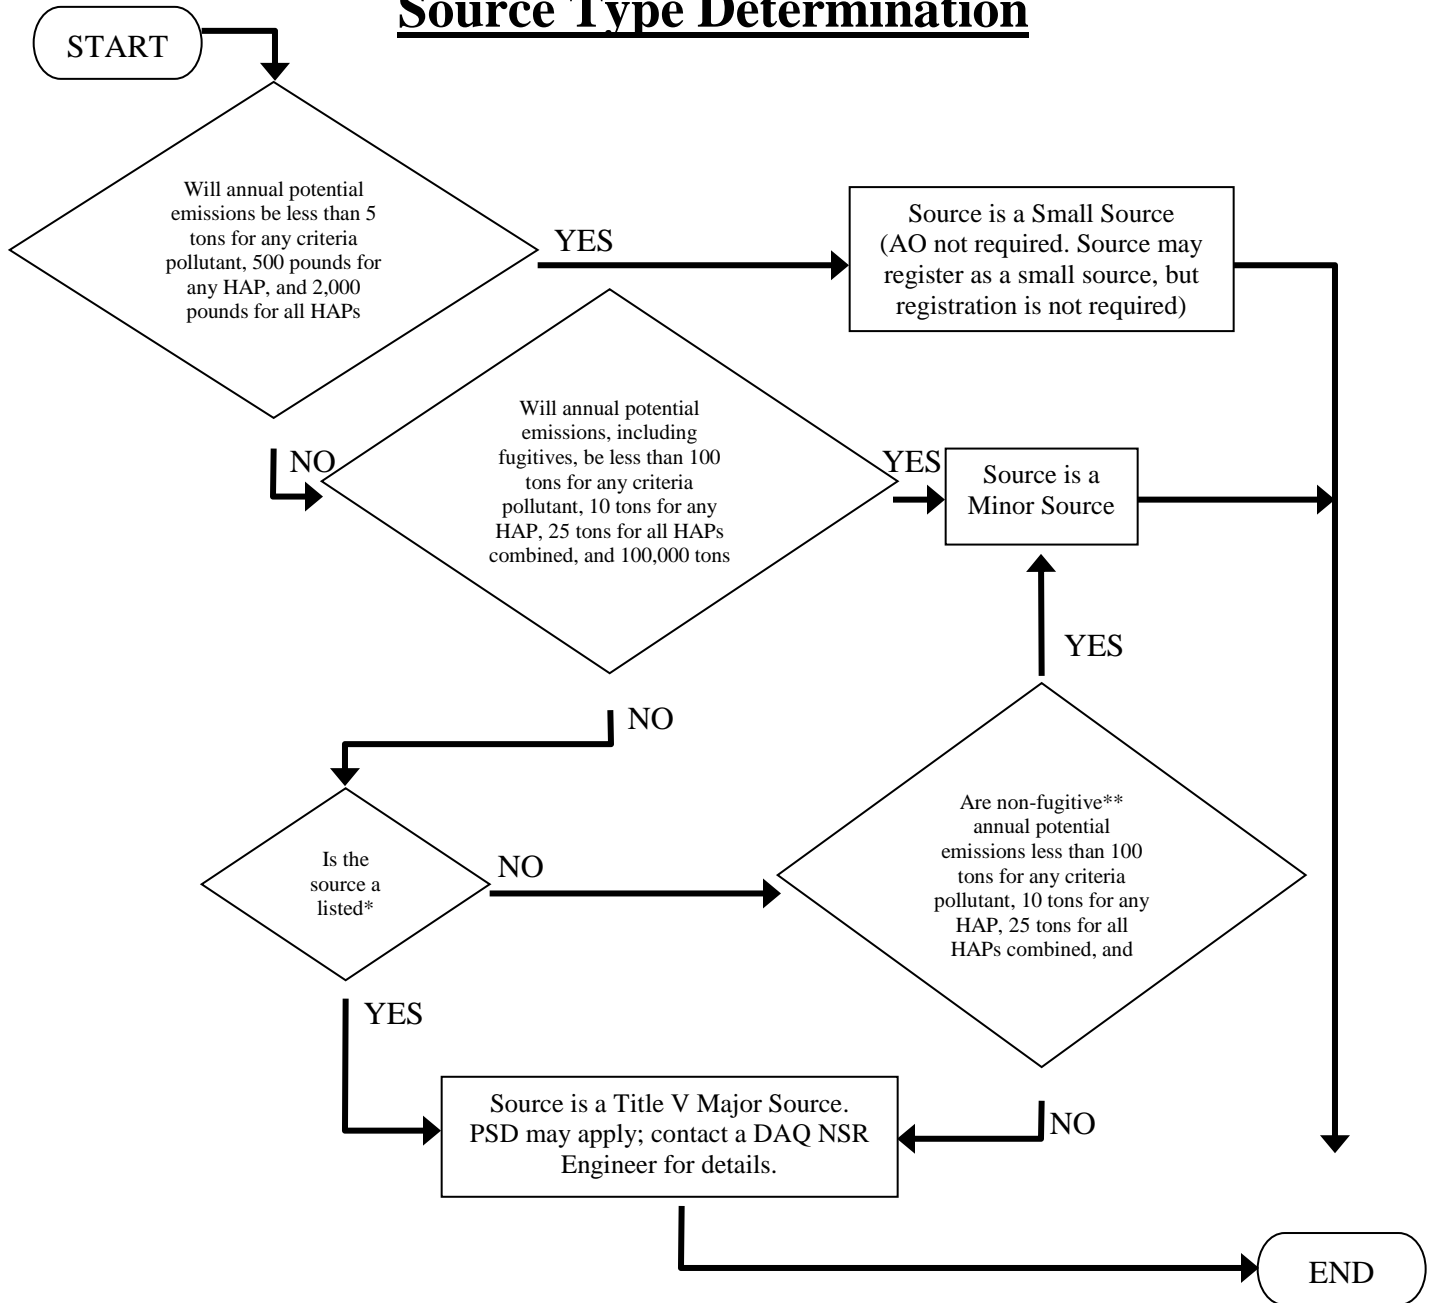 Source Type Determination
START
Will annual potential
emissions be less than 5
tons for any criteria
pollutant, 500 pounds for
any HAP, and 2,000
pounds for all HAPs
YES
Source is a Small Source
(AO not required. Source may
register as a small source, but
registration is not required)
NO
Will annual potential
emissions, including
fugitives, be less than 100
tons for any criteria
pollutant, 10 tons for any
HAP, 25 tons for all HAPs
combined, and 100,000 tons
YES
Source is a
Minor Source
YES
NO
Is the
source a
listed*
NO
Are non-fugitive**
annual potential
emissions less than 100
tons for any criteria
pollutant, 10 tons for any
HAP, 25 tons for all
HAPs combined, and
YES
Source is a Title V Major Source.
PSD may apply; contact a DAQ NSR
Engineer for details.
NO
END